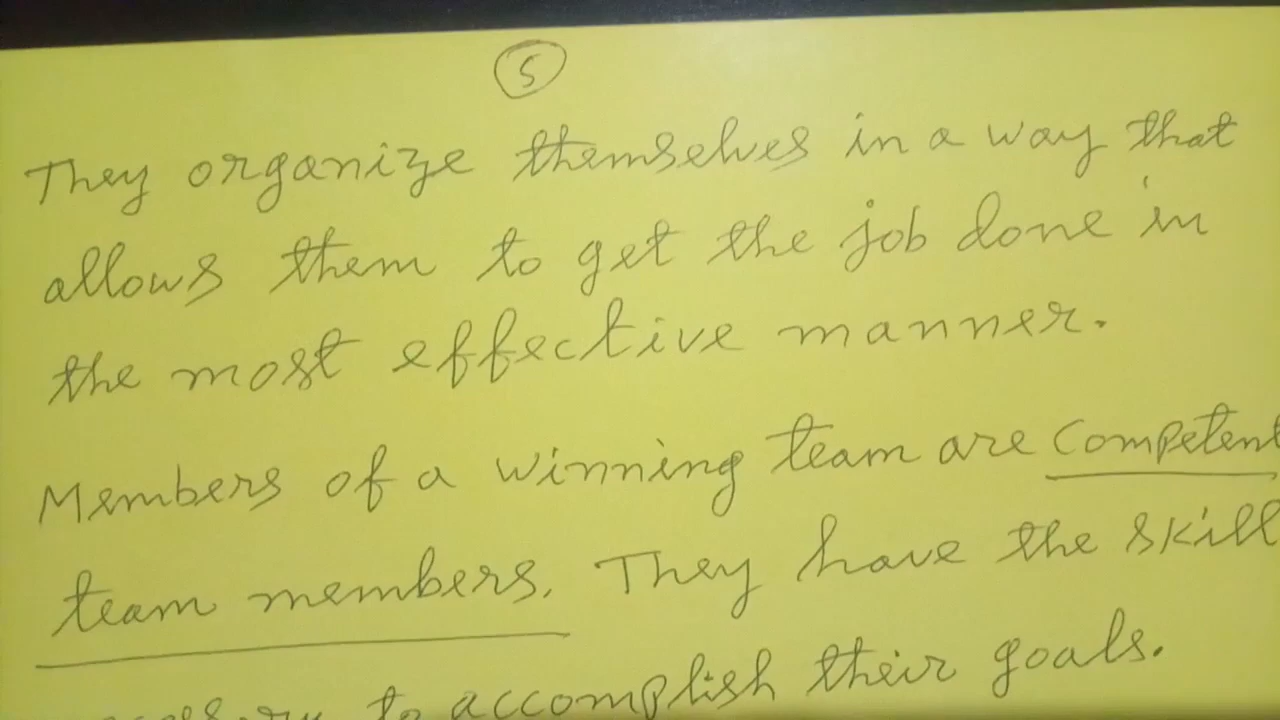 5
They organize themselves in a way that
allows them to get the job done in
the most effective manner.
Members of a winning team are competent
team members. They have the skill
to accomplish their goals.